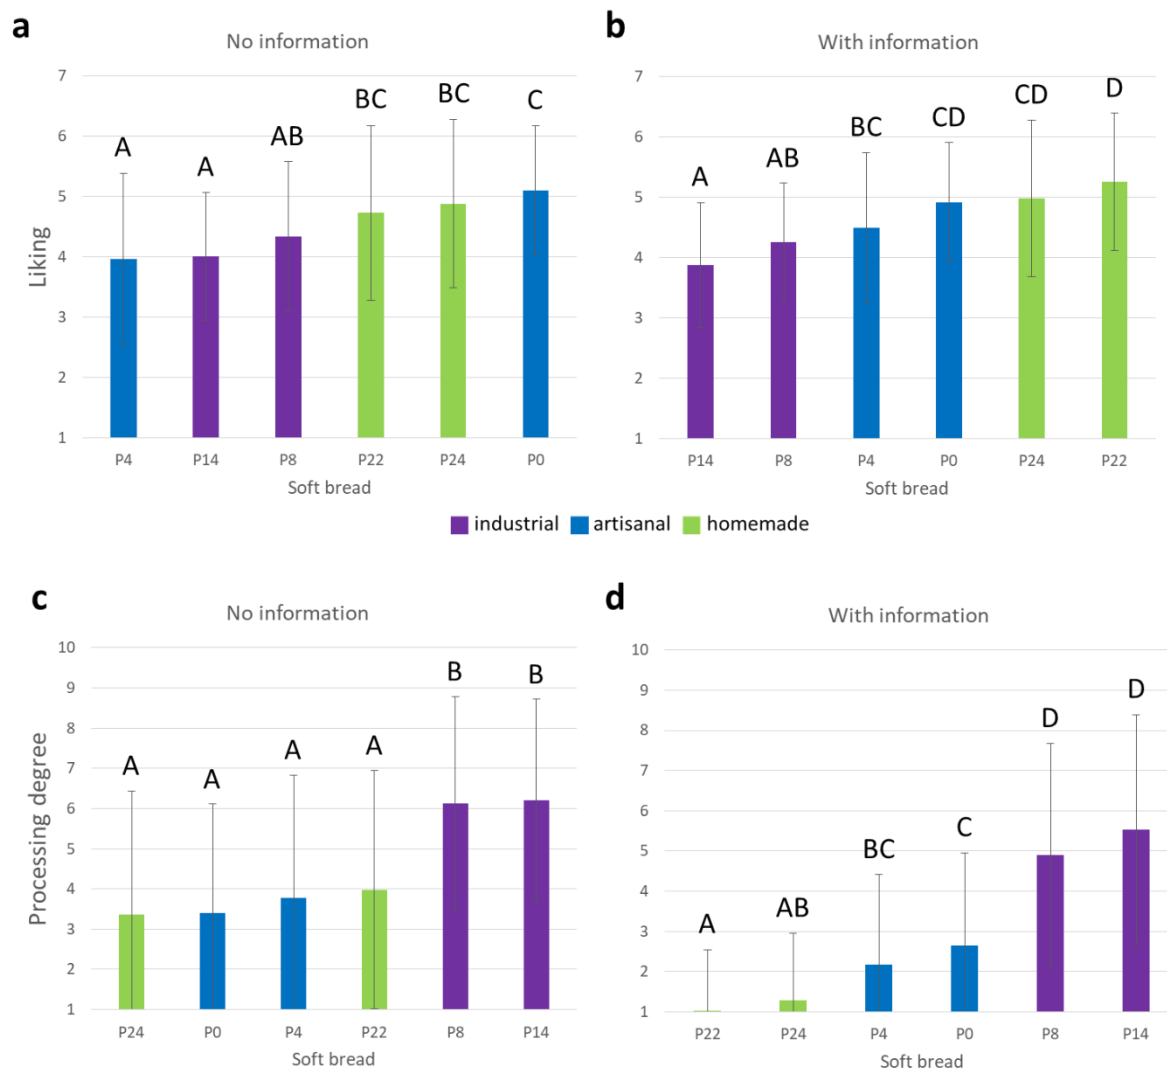 a
No information
Liking
7
6
5
4
3
2
1
A
A
AB
BC
BC
C
P4 P14 P8 P22 P24 P0
Soft bread
b
With information
7
6
5
4
3
2
1
A
AB
BC
CD
CD
D
P14 P8 P4 P0 P24 P22
Soft bread
industrial artisanal homemade
c
No information
Processing degree
10
9
8
7
6
5
4
3
2
1
A
A
A
A
B
B
P24 P0 P4 P22 P8 P14
Soft bread
d
With information
10
9
8
7
6
5
4
3
2
1
A
AB
BC
C
D
D
P22 P24 P4 P0 P8 P14
Soft bread